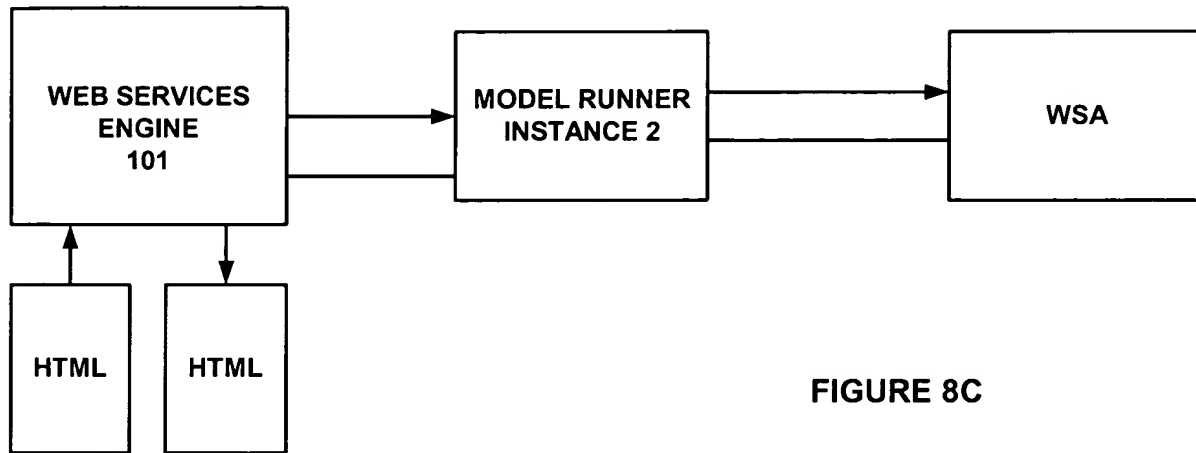 WEB SERVICES
ENGINE
101
MODEL RUNNER
INSTANCE 2
WSA
HTML
HTML
FIGURE 8C